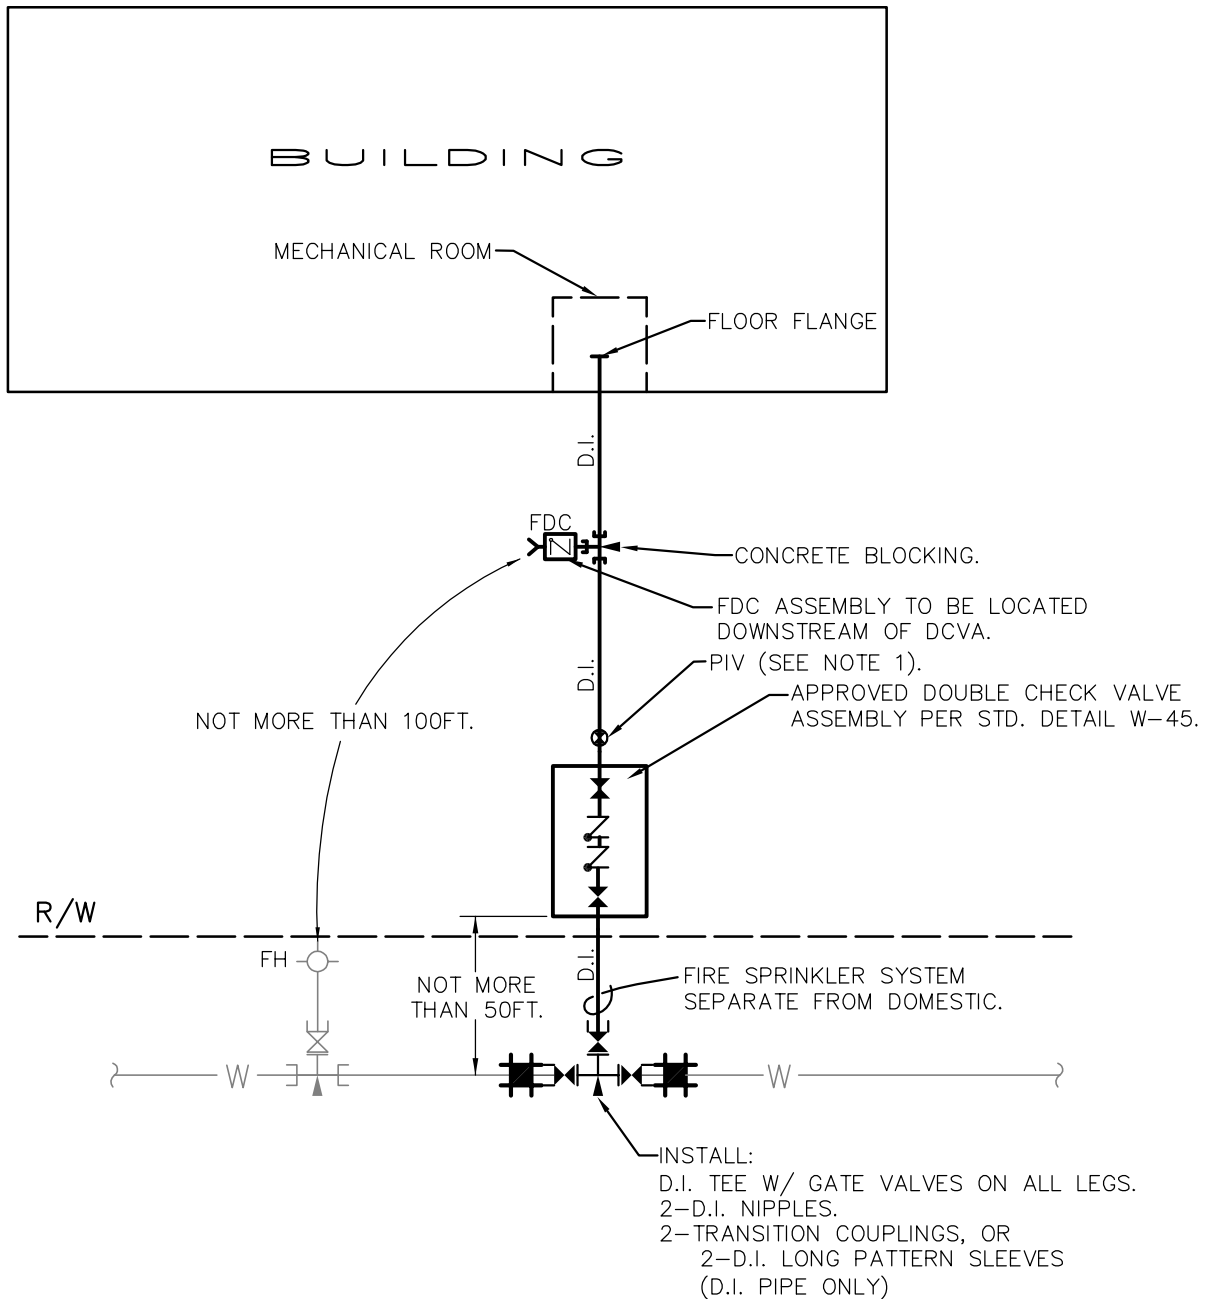 BUILDING
MECHANICAL ROOM
FLOOR FLANGE
D.I.
FDC
CONCRETE BLOCKING.
FDC ASSEMBLY TO BE LOCATED
DOWNSTREAM OF DCVA.
D.I.
PIV (SEE NOTE 1).
APPROVED DOUBLE CHECK VALVE
ASSEMBLY PER STD. DETAIL W-45.
NOT MORE THAN 100FT.
R/W
FH
D.I.
NOT MORE
THAN 50FT.
FIRE SPRINKLER SYSTEM
SEPARATE FROM DOMESTIC.
W
W
INSTALL:
D.I. TEE W/ GATE VALVES ON ALL LEGS.
2-D.I. NIPPLES.
2-TRANSITION COUPLINGS, OR
2-D.I. LONG PATTERN SLEEVES
(D.I. PIPE ONLY)